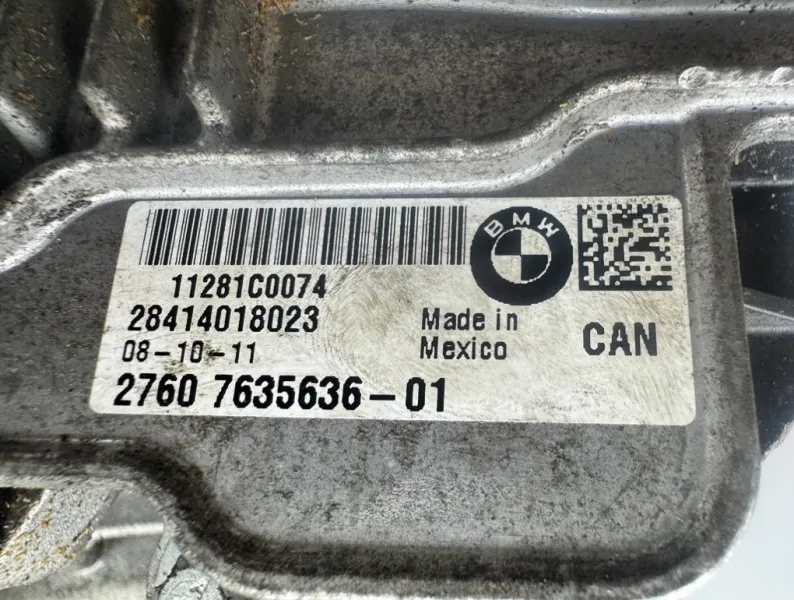 BMW
11281C0074
28414018023
08-10-11
Made in
Mexico
CAN
2760 7635636-01